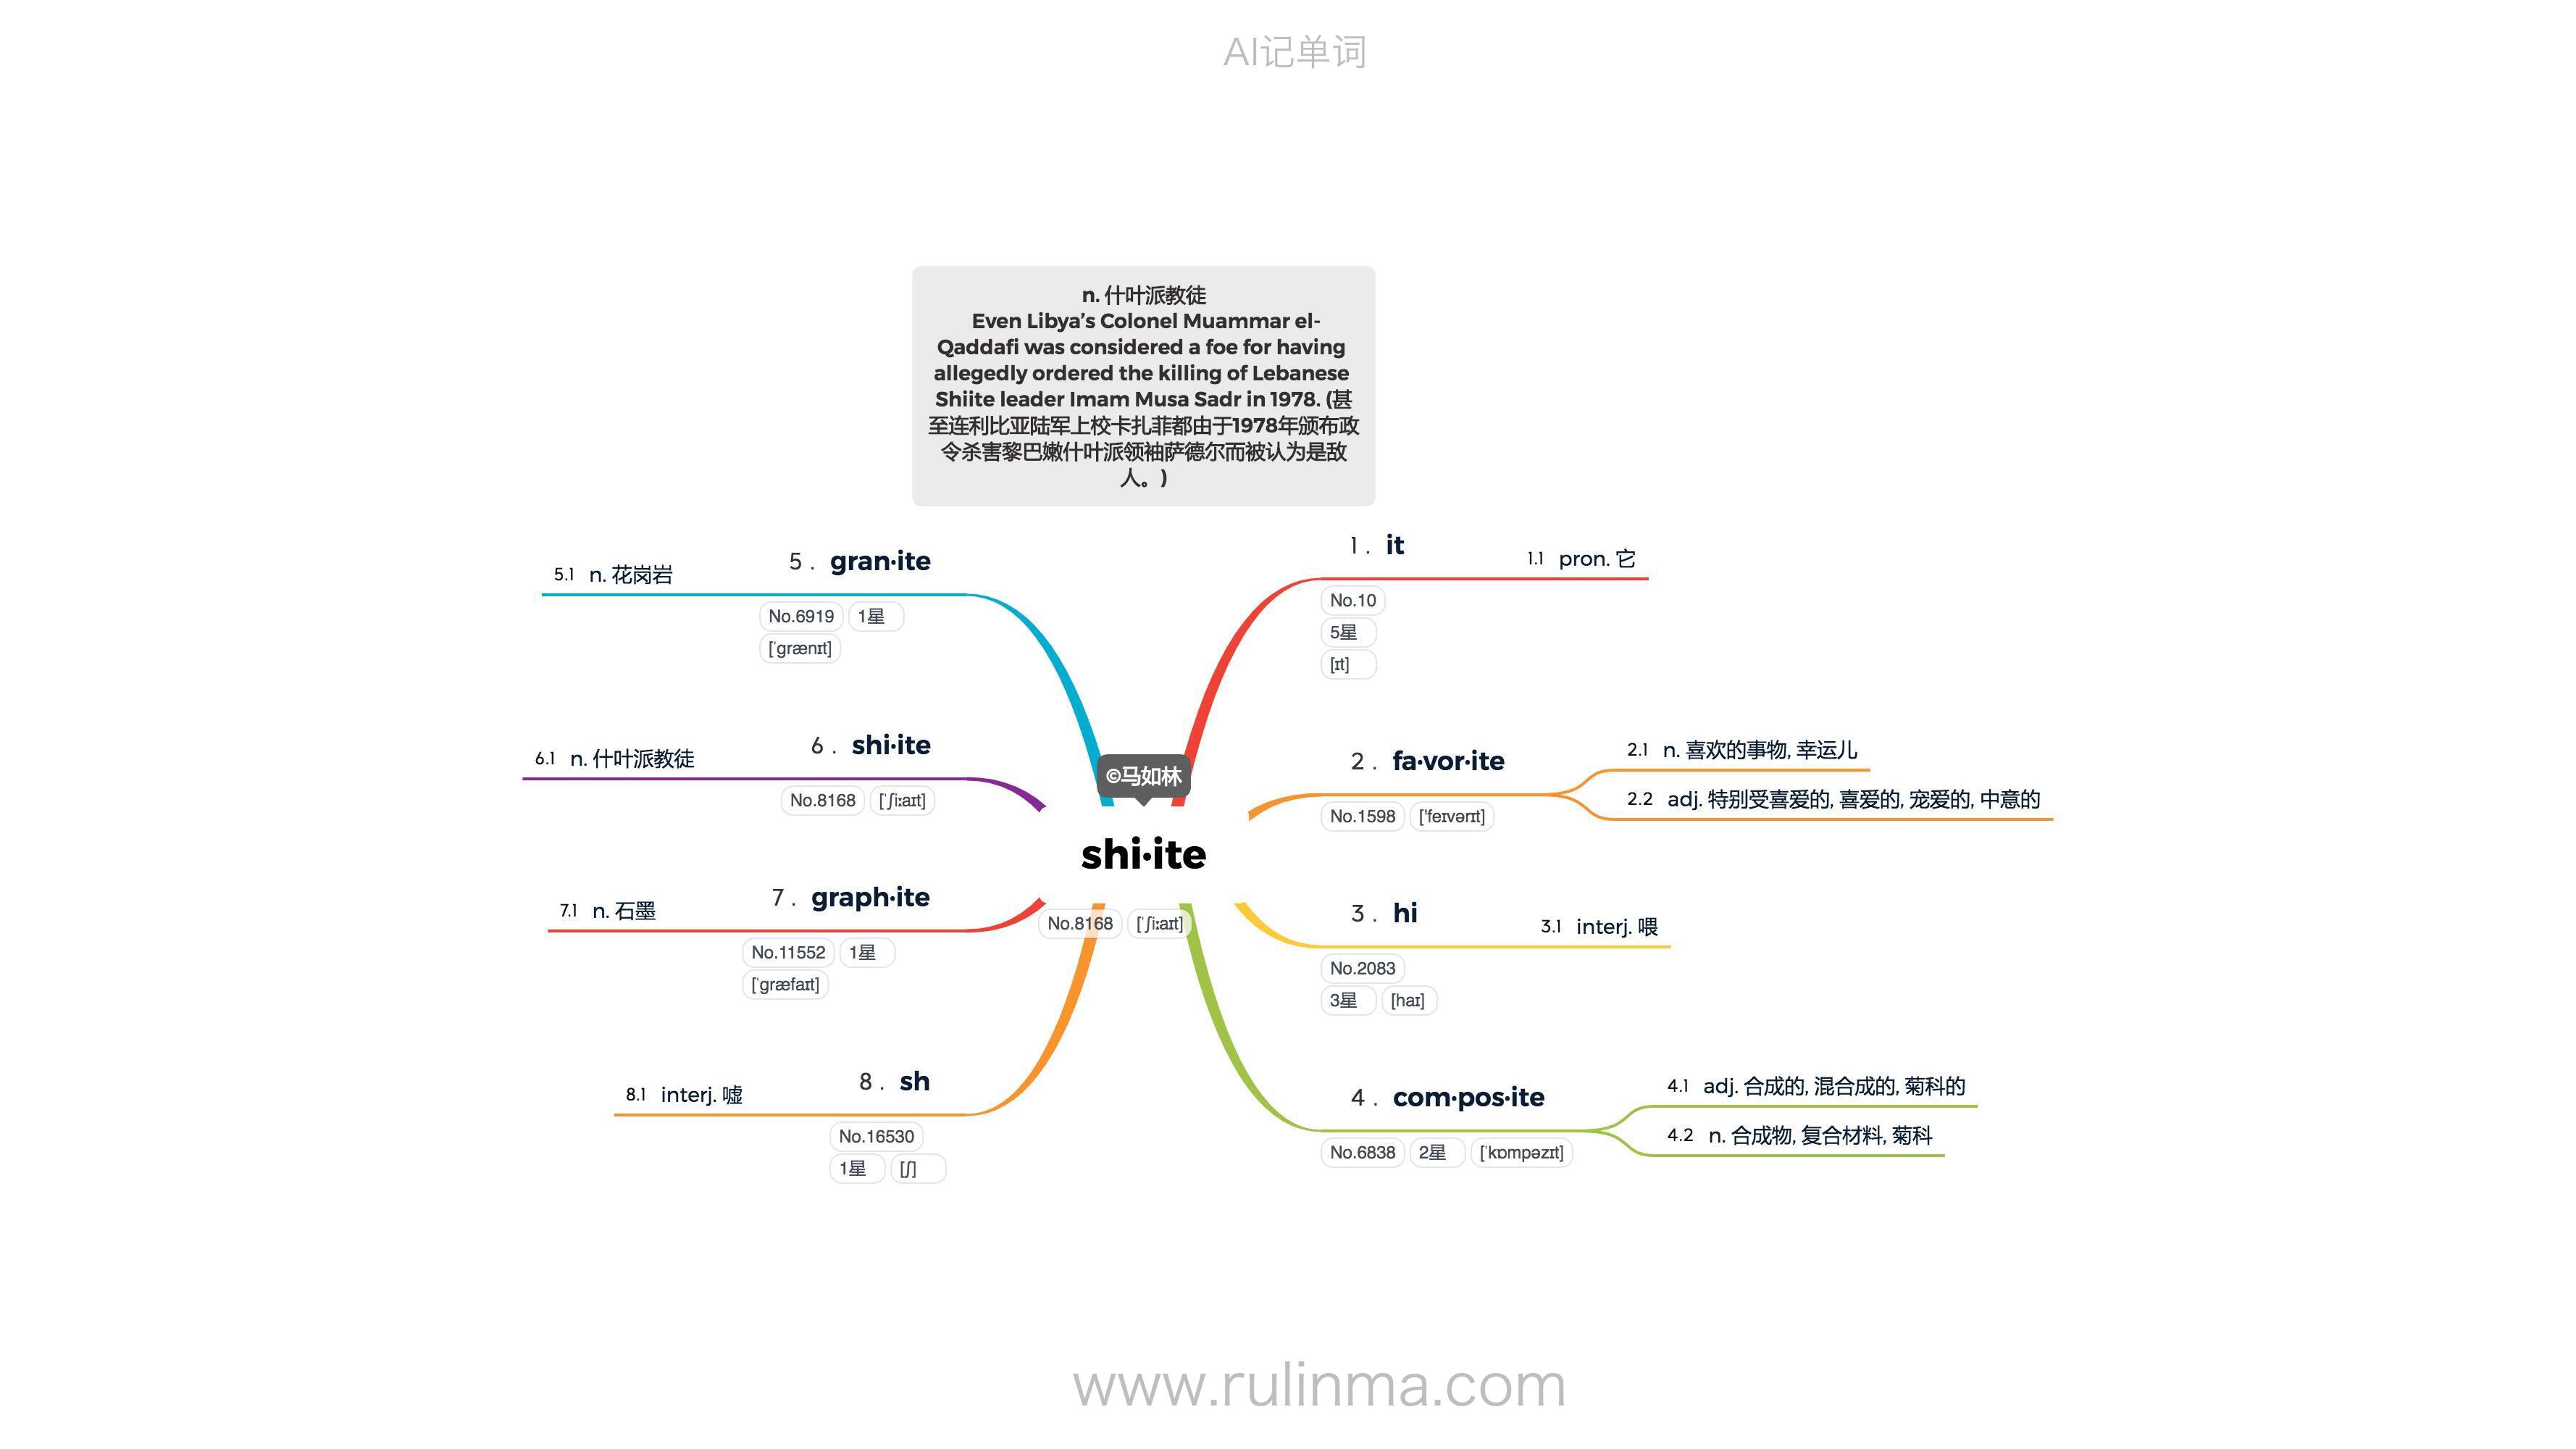 AI记单词
n. 什叶派教徒
Even Libya’s Colonel Muammar el-
Qaddafi was considered a foe for having
allegedly ordered the killing of Lebanese
Shiite leader Imam Musa Sadr in 1978. (甚
至连利比亚陆军上校卡扎菲都由于1978年颁布政
令杀害黎巴嫩什叶派领袖萨德尔而被认为是敌
人。)
©马如林
shi·ite
No.8168 [ˈʃiːaɪt]
1 . it
1.1 pron. 它
No.10
5星
[ɪt]
2 . fa·vor·ite
2.1 n. 喜欢的事物, 幸运儿
2.2 adj. 特别受喜爱的, 喜爱的, 宠爱的, 中意的
No.1598 ['feɪvərɪt]
3 . hi
3.1 interj. 喂
No.2083
3星 [haɪ]
4 . com·pos·ite
4.1 adj. 合成的, 混合成的, 菊科的
4.2 n. 合成物, 复合材料, 菊科
No.6838 2星 [ˈkɒmpəzɪt]
5 . gran·ite
5.1 n. 花岗岩
No.6919 1星
[ˈɡrænɪt]
6 . shi·ite
6.1 n. 什叶派教徒
No.8168 [ˈʃiːaɪt]
7 . graph·ite
7.1 n. 石墨
No.11552 1星
[ˈɡræfaɪt]
8 . sh
8.1 interj. 嘘
No.16530
1星 [ʃ]
www.rulinma.com